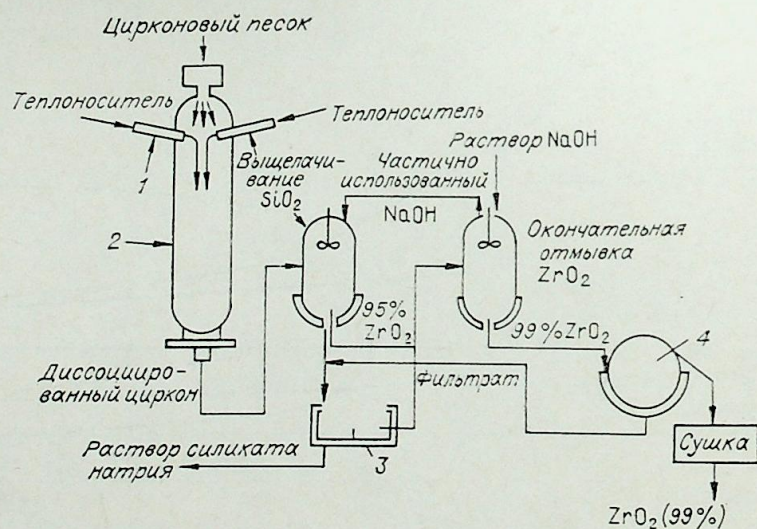 Цирконовый песок
Теплоноситель
Теплоноситель
1
2
Выщелачи-
вание
SiO₂
Частично
использованный
NaOH
Раствор NaOH
Окончательная
отмывка
ZrO₂
95%
ZrO₂
99%ZrO₂
4
Диссоцииро-
ванный циркон
Фильтрат
Раствор силиката
натрия
3
Сушка
ZrO₂(99%)